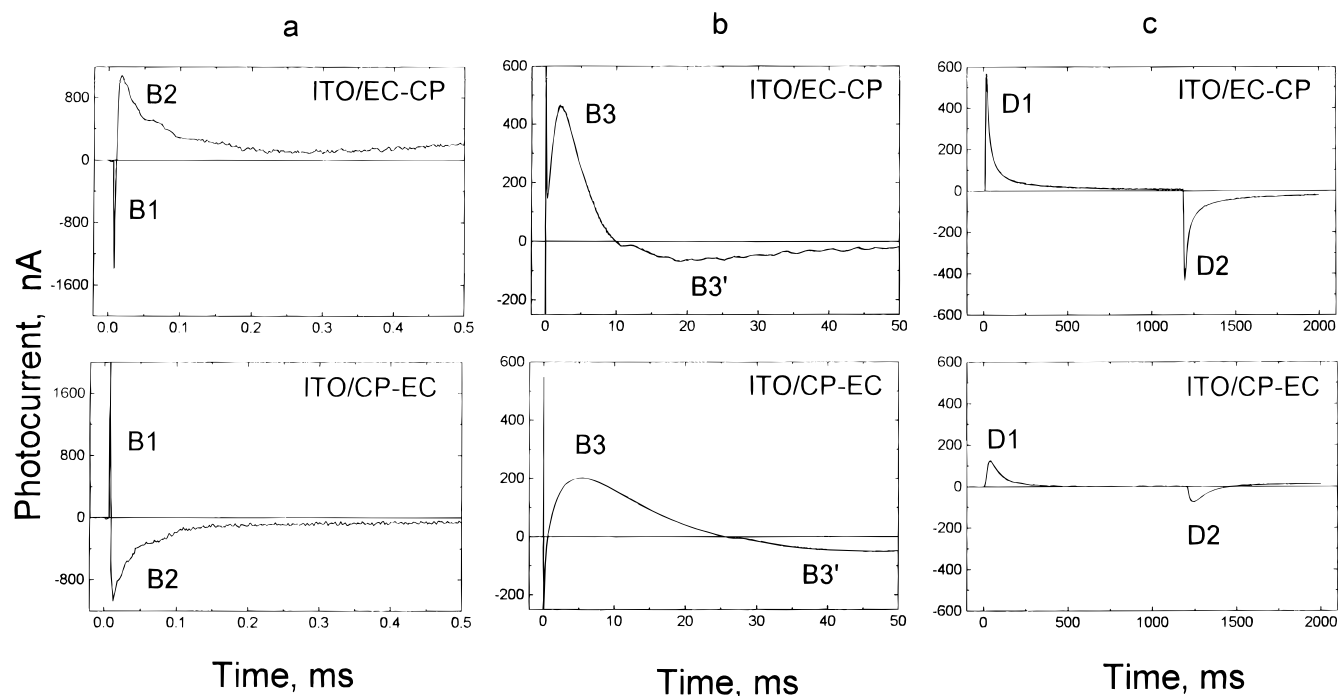 a
b
c
Photocurrent, nA
800
0
-800
-1600
B2
ITO/EC-CP
B1
0.0 0.1 0.2 0.3 0.4 0.5
600
400
200
0
-200
B3
ITO/EC-CP
B3'
0 10 20 30 40 50
600
400
200
0
-200
-400
-600
D1
ITO/EC-CP
D2
0 500 1000 1250 1500 2000
1600
800
0
-800
ITO/CP-EC
B1
B2
0.0 0.1 0.2 0.3 0.4 0.5
600
400
200
0
-200
ITO/CP-EC
B3
B3'
0 10 20 30 40 50
600
400
200
0
-200
-400
-600
ITO/CP-EC
D1
D2
0 500 1000 1250 1500 2000
Time, ms
Time, ms
Time, ms